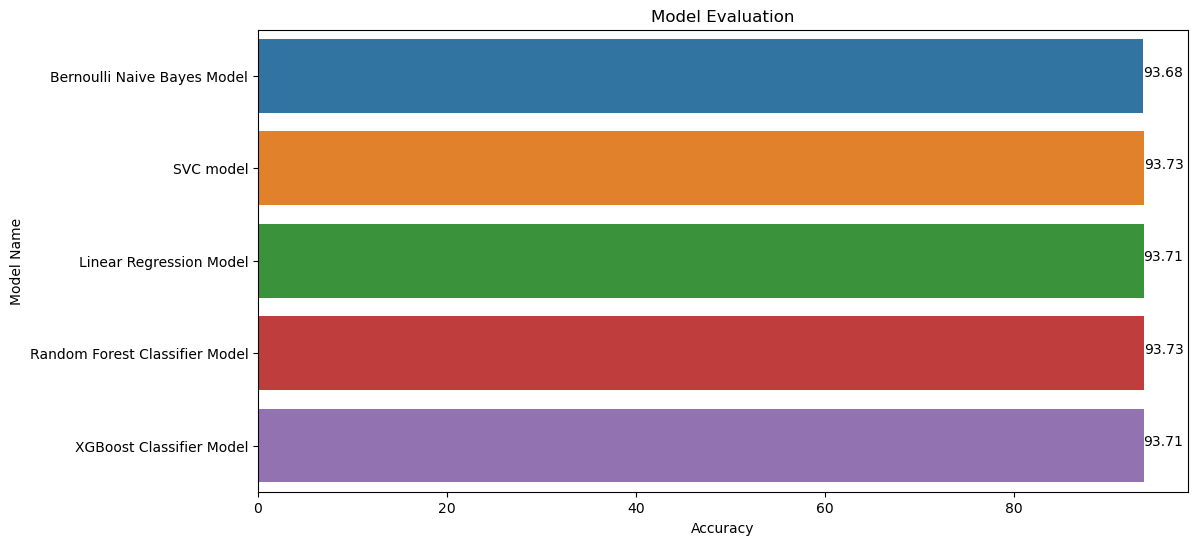 Model Evaluation
Model Name
Bernoulli Naive Bayes Model
93.68
SVC model
93.73
Linear Regression Model
93.71
Random Forest Classifier Model
93.73
XGBoost Classifier Model
93.71
0
20
40
60
80
Accuracy